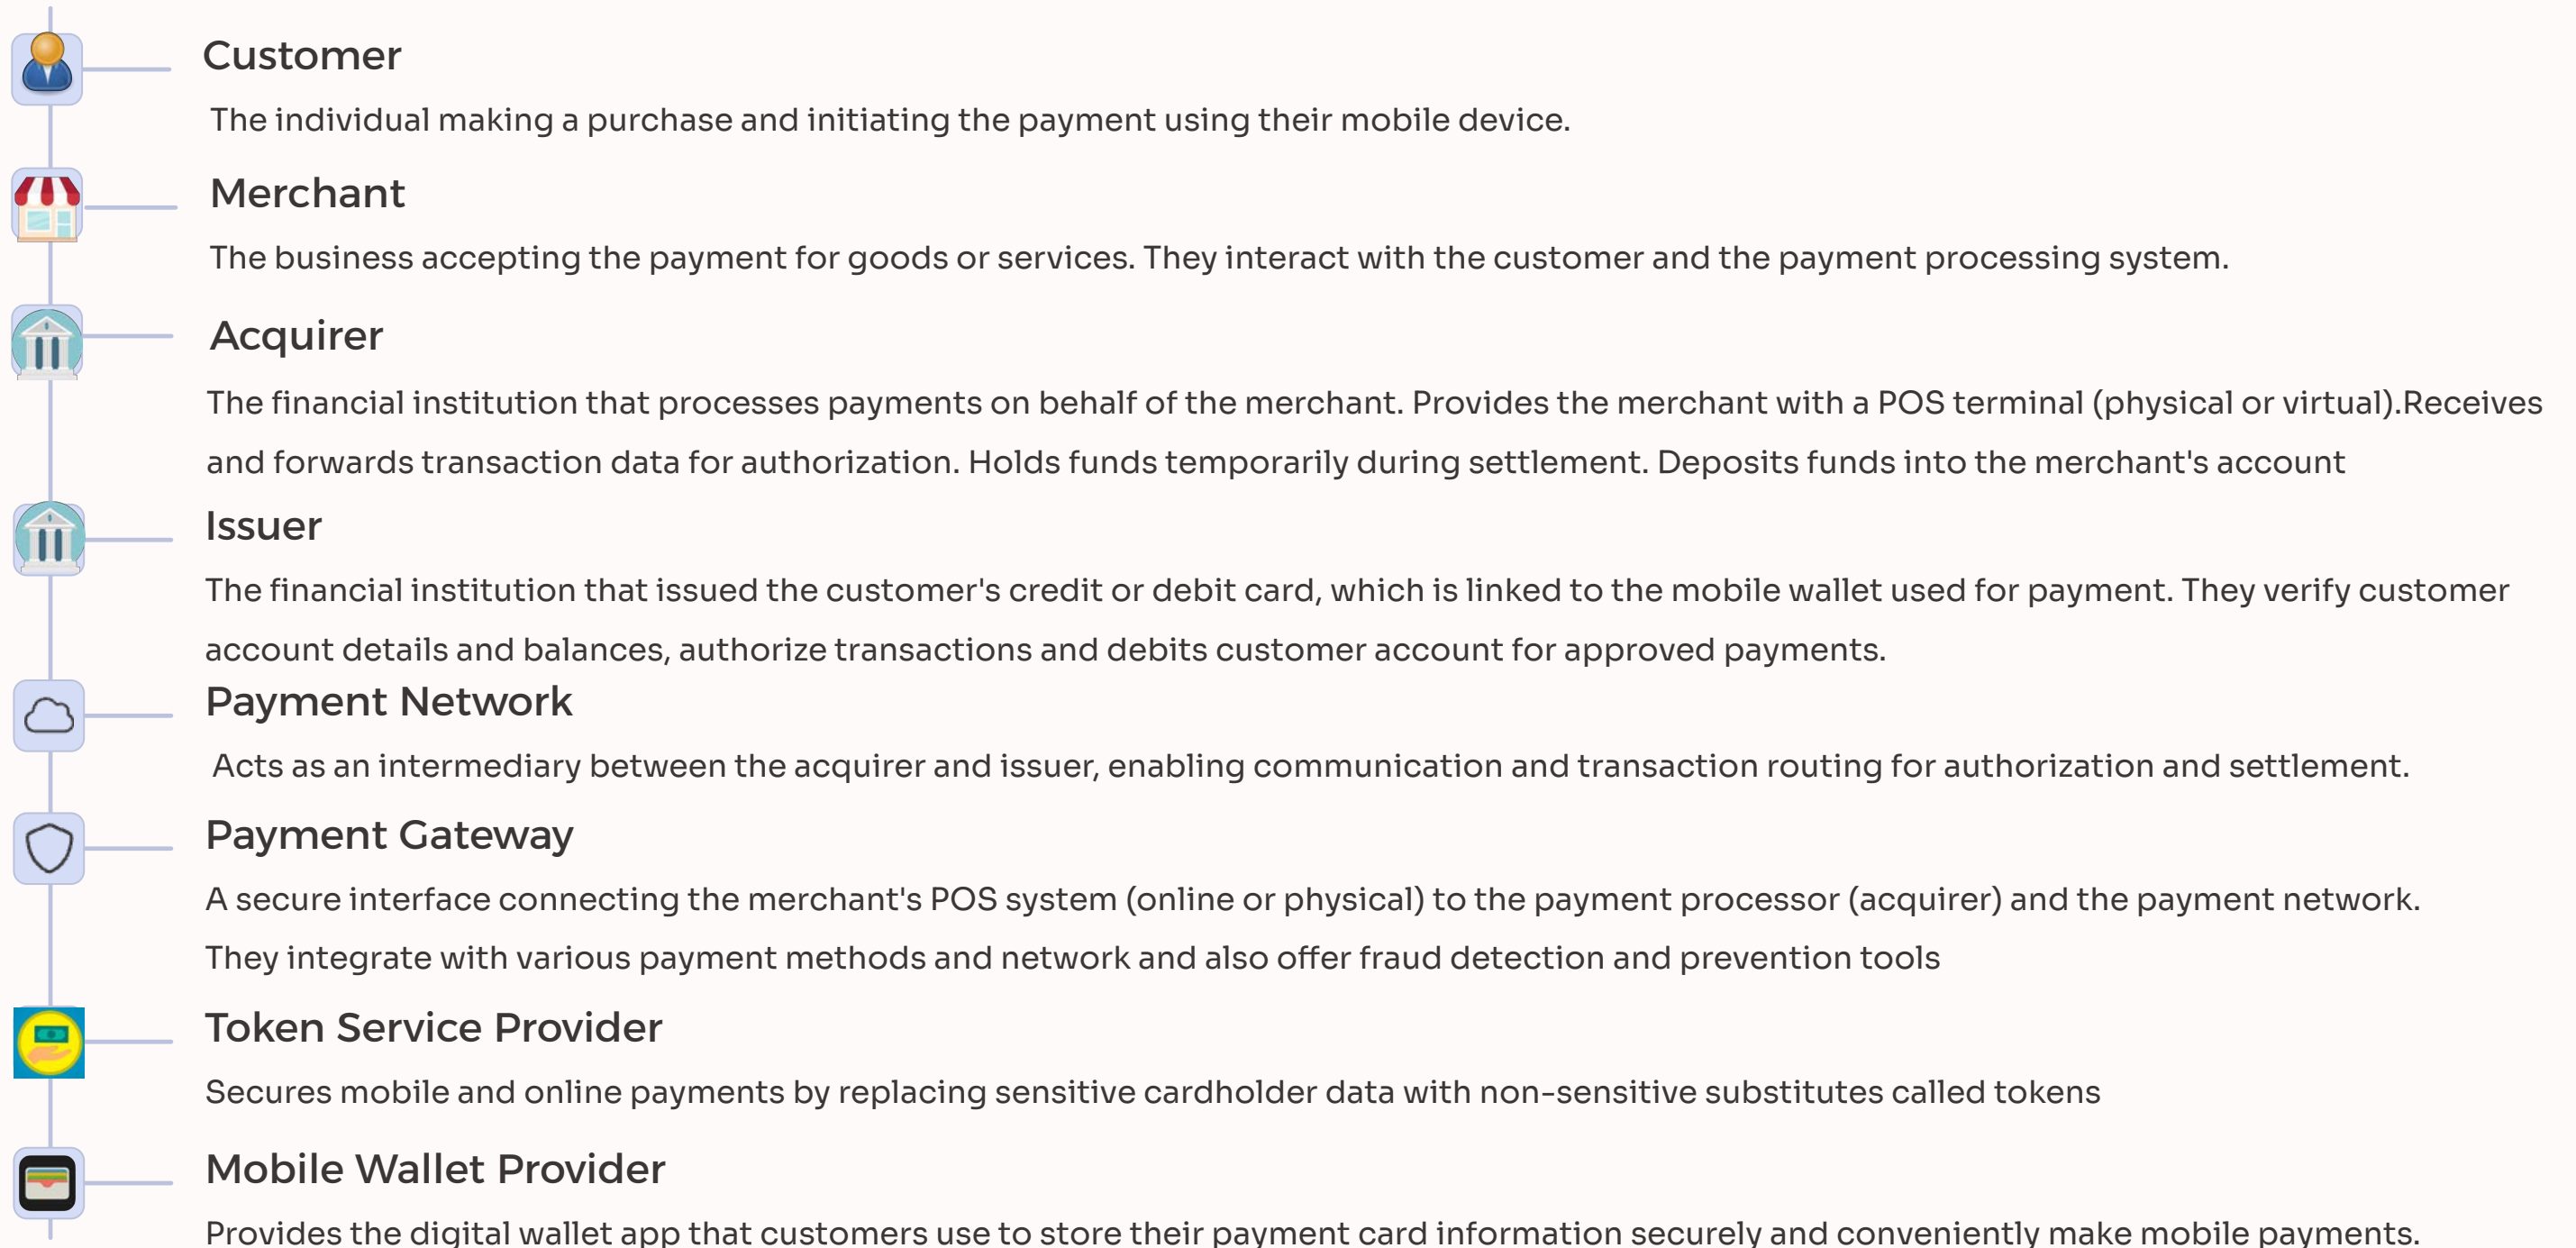 Customer
The individual making a purchase and initiating the payment using their mobile device.
Merchant
The business accepting the payment for goods or services. They interact with the customer and the payment processing system.
Acquirer
The financial institution that processes payments on behalf of the merchant. Provides the merchant with a POS terminal (physical or virtual).Receives
and forwards transaction data for authorization. Holds funds temporarily during settlement. Deposits funds into the merchant's account
Issuer
The financial institution that issued the customer's credit or debit card, which is linked to the mobile wallet used for payment. They verify customer
account details and balances, authorize transactions and debits customer account for approved payments.
Payment Network
Acts as an intermediary between the acquirer and issuer, enabling communication and transaction routing for authorization and settlement.
Payment Gateway
A secure interface connecting the merchant's POS system (online or physical) to the payment processor (acquirer) and the payment network.
They integrate with various payment methods and network and also offer fraud detection and prevention tools
Token Service Provider
Secures mobile and online payments by replacing sensitive cardholder data with non-sensitive substitutes called tokens
Mobile Wallet Provider
Provides the digital wallet app that customers use to store their payment card information securely and conveniently make mobile payments.